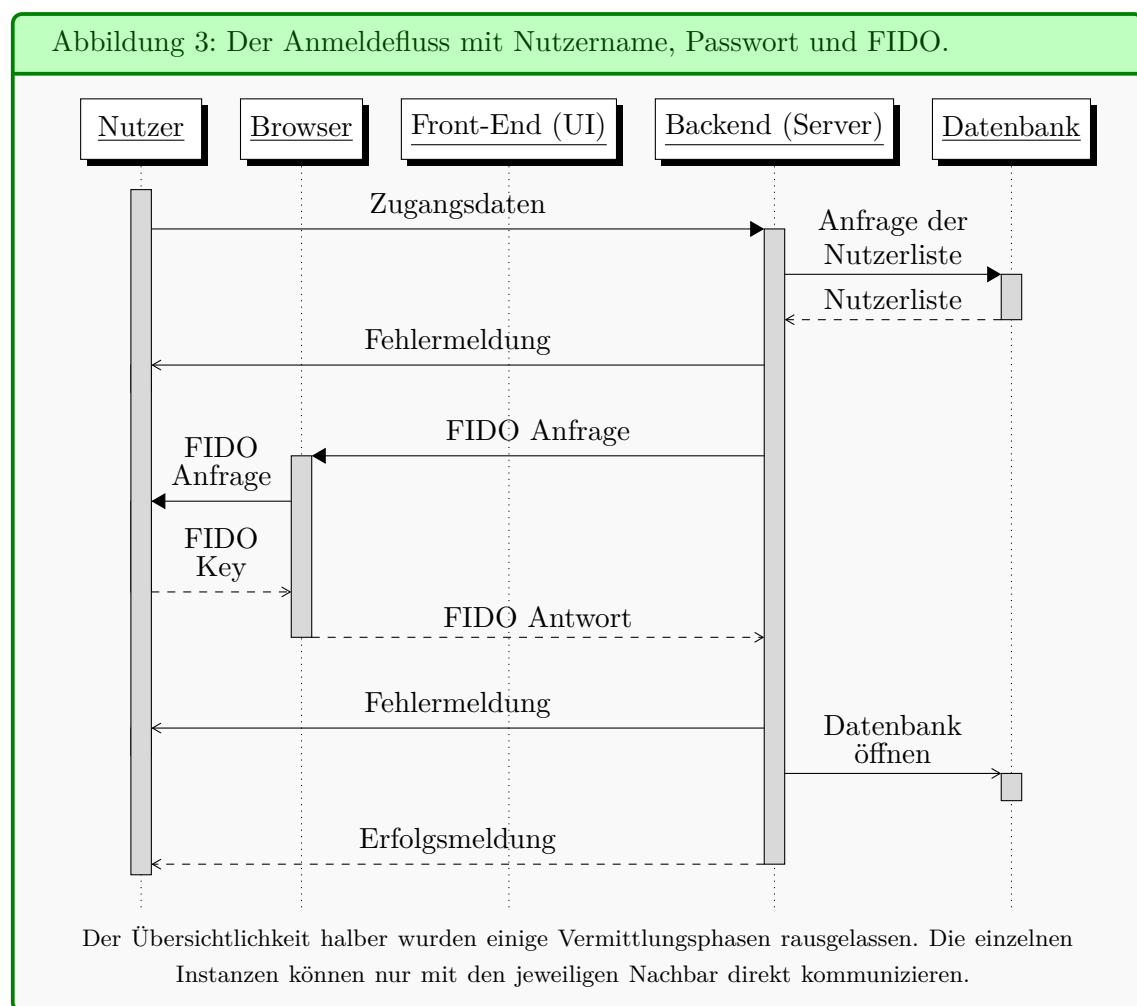 Abbildung 3: Der Anmeldefluss mit Nutzername, Passwort und FIDO.
Nutzer
Browser
Front-End (UI)
Backend (Server)
Datenbank
Zugangsdaten
Anfrage der
Nutzerliste
Nutzerliste
Fehlermeldung
FIDO Anfrage
FIDO
Anfrage
FIDO
Key
FIDO Antwort
Fehlermeldung
Datenbank
öffnen
Erfolgsmeldung
Der Übersichtlichkeit halber wurden einige Vermittlungsphasen rausgelassen. Die einzelnen
Instanzen können nur mit den jeweiligen Nachbar direkt kommunizieren.